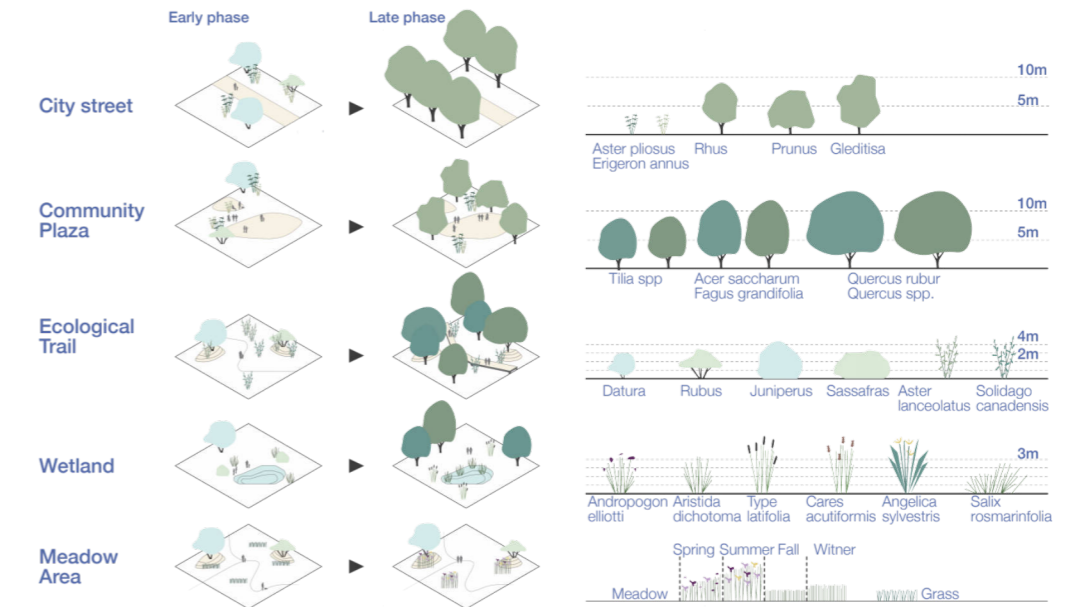 Early phase
Late phase
City street
10m
5m
Aster pliosus
Erigeron annus
Rhus
Prunus
Gleditisa
Community
Plaza
10m
5m
Tilia spp
Acer saccharum
Fagus grandifolia
Quercus rubur
Quercus spp.
Ecological
Trail
4m
2m
Datura
Rubus
Juniperus
Sassafras
Aster
lanceolatus
Solidago
canadensis
Wetland
3m
Andropogon
elliotti
Aristida
dichotoma
Type
latifolia
Cares
acutiformis
Angelica
sylvestris
Salix
rosmarinfolia
Meadow
Area
Spring Summer Fall Witner
Meadow
Grass